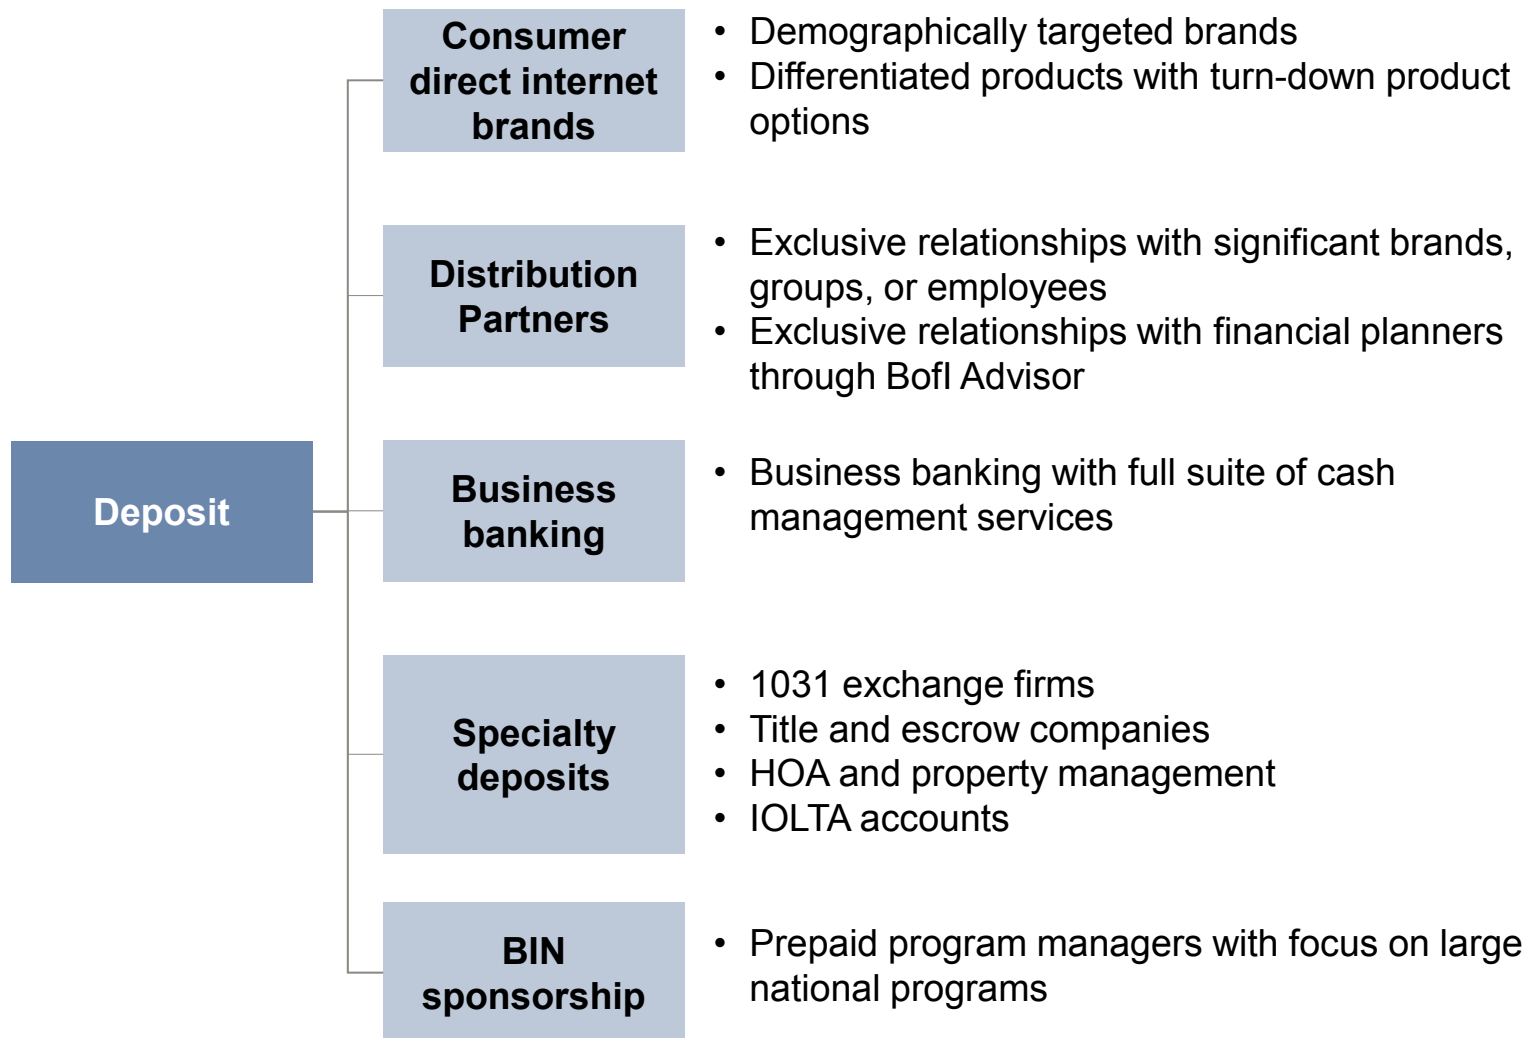 Consumer
direct internet
brands
• Demographically targeted brands
• Differentiated products with turn-down product
options
Distribution
Partners
• Exclusive relationships with significant brands,
groups, or employees
• Exclusive relationships with financial planners
through BofI Advisor
Deposit
Business
banking
• Business banking with full suite of cash
management services
Specialty
deposits
• 1031 exchange firms
• Title and escrow companies
• HOA and property management
• IOLTA accounts
BIN
sponsorship
• Prepaid program managers with focus on large
national programs